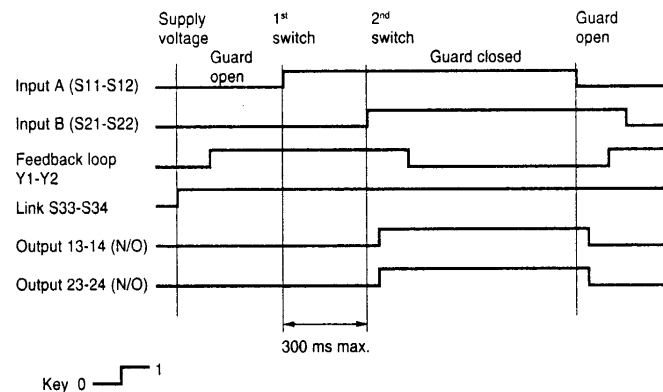 Supply voltage
1st switch
2nd switch
Guard open
Guard open
Guard closed
Input A (S11-S12)
Input B (S21-S22)
Feedback loop
Y1-Y2
Link S33-S34
Output 13-14 (N/O)
Output 23-24 (N/O)
300 ms max.
Key 0 1